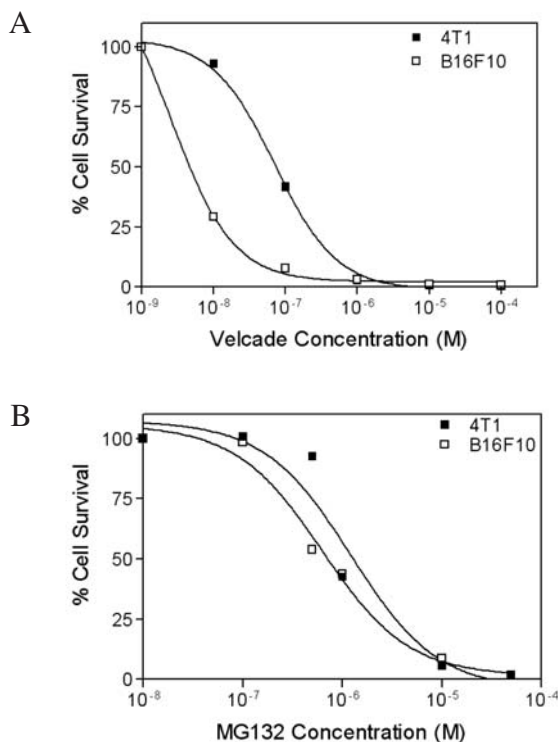 A
4T1
B16F10
% Cell Survival
100
75
50
25
0
10⁻⁹ 10⁻⁸ 10⁻⁷ 10⁻⁶ 10⁻⁵ 10⁻⁴
Velcade Concentration (M)
B
4T1
B16F10
% Cell Survival
100
75
50
25
0
10⁻⁸ 10⁻⁷ 10⁻⁶ 10⁻⁵ 10⁻⁴
MG132 Concentration (M)